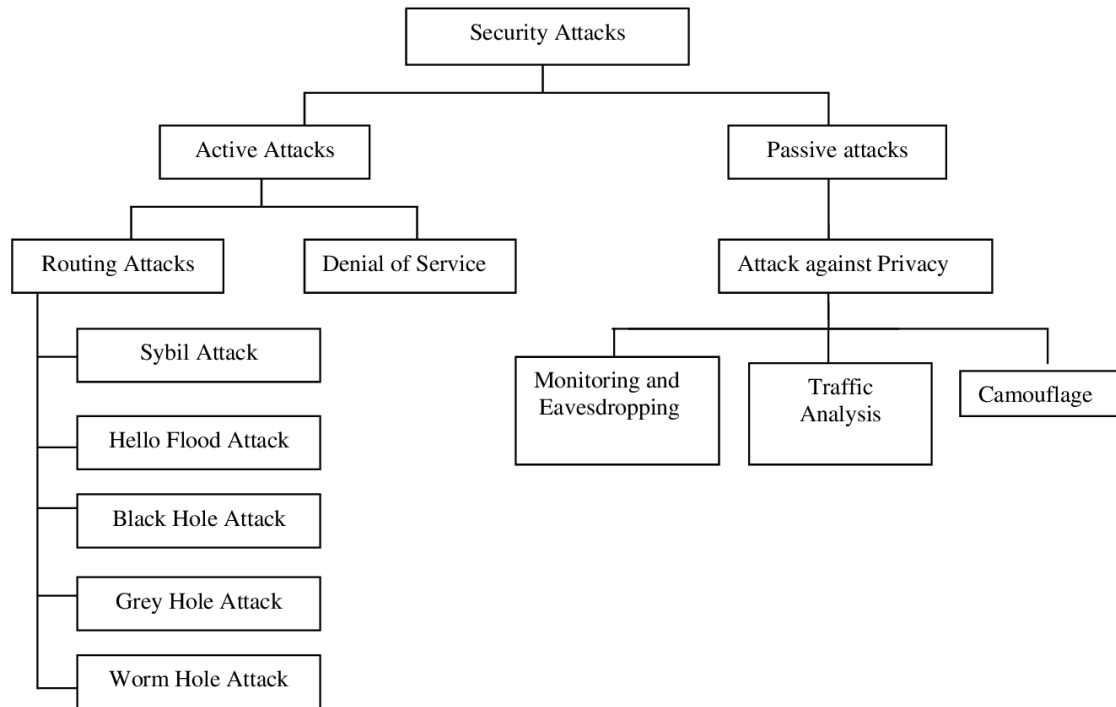 Security Attacks
Active Attacks
Passive attacks
Routing Attacks
Denial of Service
Attack against Privacy
Sybil Attack
Hello Flood Attack
Black Hole Attack
Grey Hole Attack
Worm Hole Attack
Monitoring and
Eavesdropping
Traffic
Analysis
Camouflage